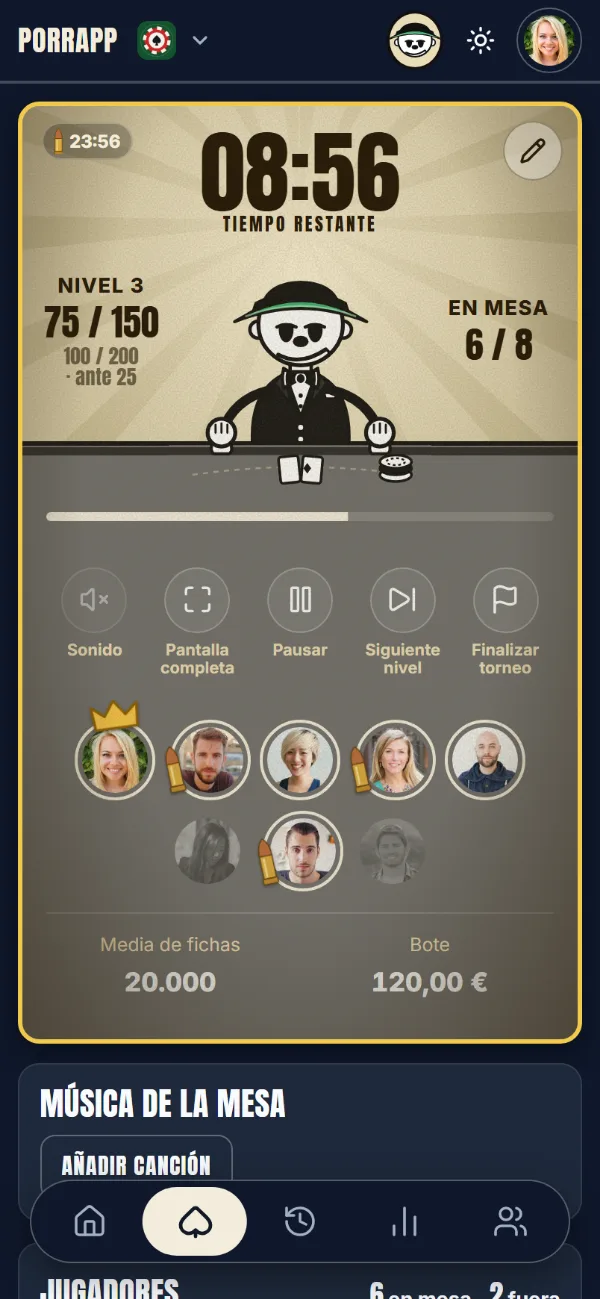 PORRAPP
23:56
08:56
TIEMPO RESTANTE
NIVEL 3
75 / 150
100 / 200
· ante 25
EN MESA
6 / 8
Sonido
Pantalla
completa
Pausar
Siguiente
nivel
Finalizar
torneo
Media de fichas
20.000
Bote
120,00 €
MÚSICA DE LA MESA
AÑADIR CANCIÓN
JUGADORES
6 en mesa 2 fuera